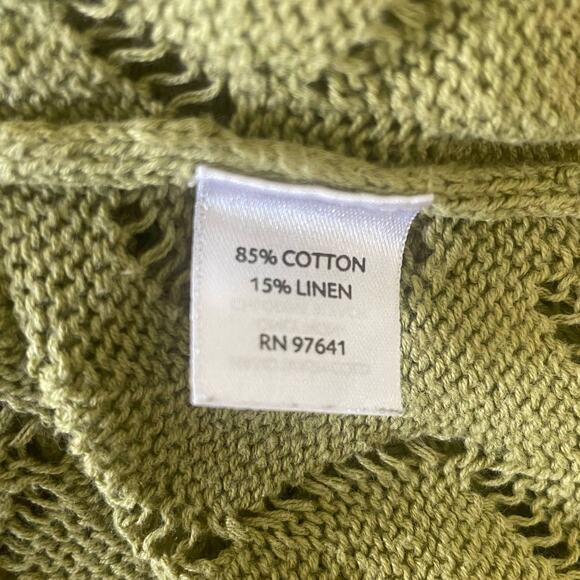 85% COTTON
15% LINEN
RN 97641